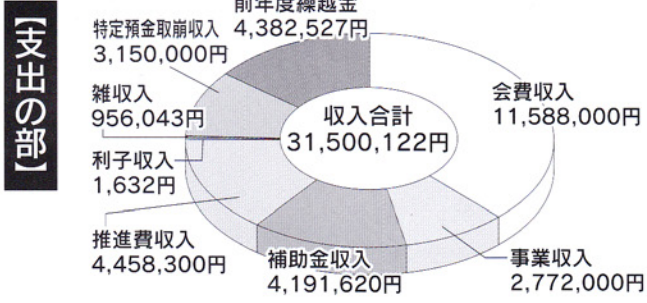 【支出の部】
前年度繰越金
4,382,527円
特定預金取崩収入
3,150,000円
雑収入
956,043円
利子収入
1,632円
推進費収入
4,458,300円
補助金収入
4,191,620円
事業収入
2,772,000円
会費収入
11,588,000円
収入合計
31,500,122円